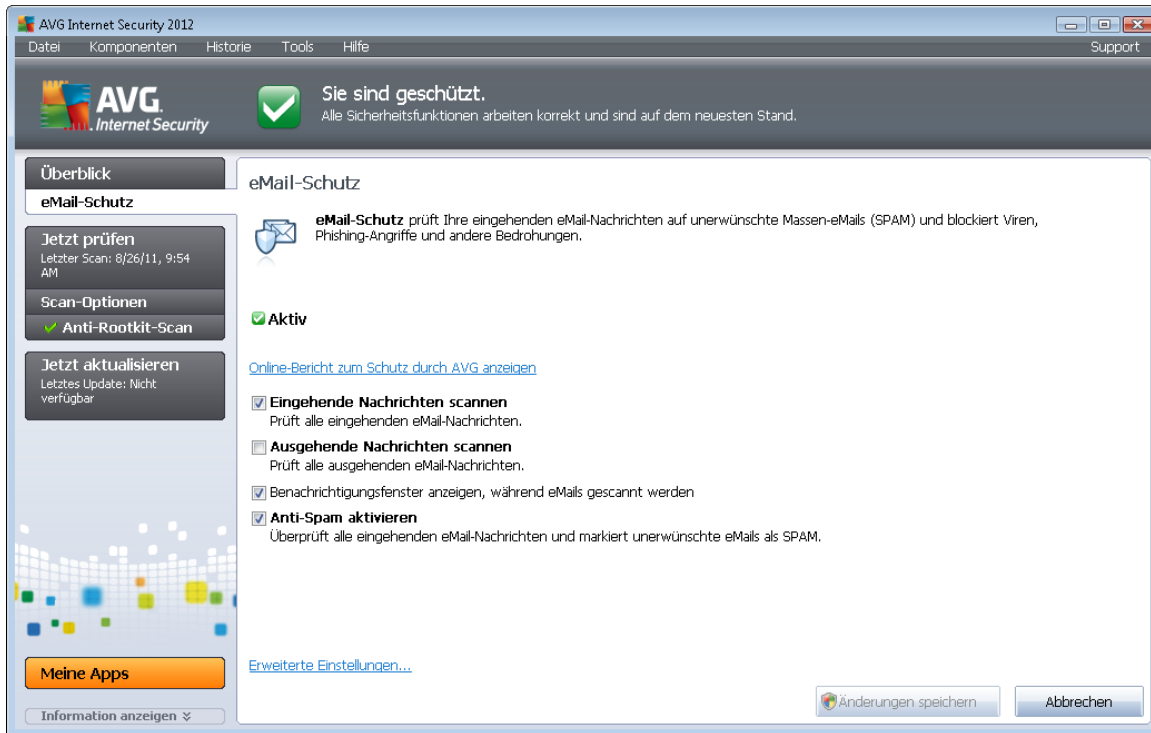 AVG Internet Security 2012
Datei Komponenten Historie Tools Hilfe Support
AVG.
Internet Security
Sie sind geschützt.
Alle Sicherheitsfunktionen arbeiten korrekt und sind auf dem neuesten Stand.
Überblick
eMail-Schutz
Jetzt prüfen
Letzter Scan: 8/26/11, 9:54
AM
Scan-Optionen
Anti-Rootkit-Scan
Jetzt aktualisieren
Letztes Update: Nicht
verfügbar
Meine Apps
Information anzeigen
eMail-Schutz
eMail-Schutz prüft Ihre eingehenden eMail-Nachrichten auf unerwünschte Massen-eMails (SPAM) und blockiert Viren,
Phishing-Angriffe und andere Bedrohungen.
Aktiv
Online-Bericht zum Schutz durch AVG anzeigen
Eingehende Nachrichten scannen
Prüft alle eingehenden eMail-Nachrichten.
Ausgehende Nachrichten scannen
Prüft alle ausgehenden eMail-Nachrichten.
Benachrichtigungsfenster anzeigen, während eMails gescannt werden
Anti-Spam aktivieren
Überprüft alle eingehenden eMail-Nachrichten und markiert unerwünschte eMails als SPAM.
Erweiterte Einstellungen...
Änderungen speichern
Abbrechen